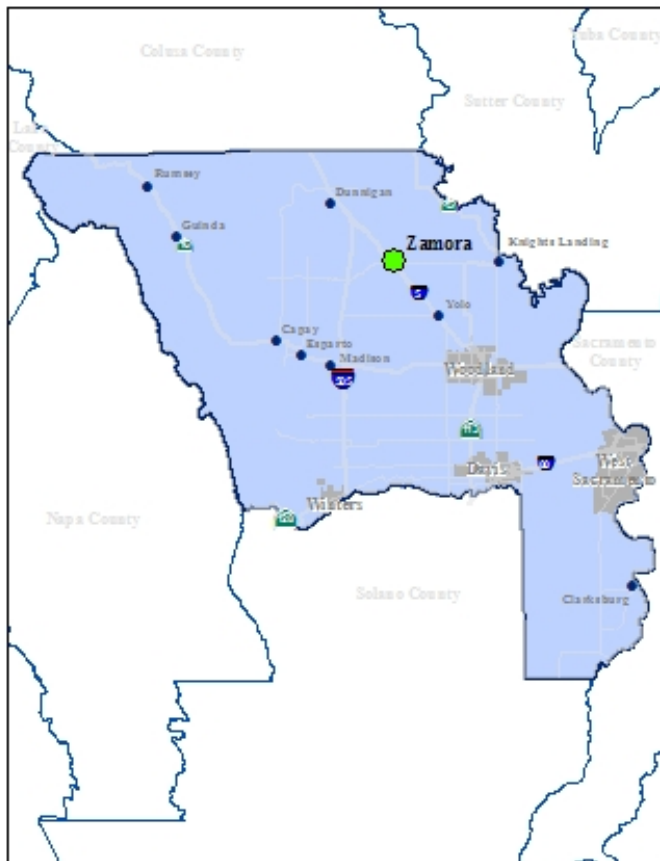 Colusa County
Yuba County
Sutter County
Lake
County
Rumsey
Dunnigan
Guinda
Zamora
Knights Landing
5
Yolo
Capay
Esparto
Madison
505
Woodland
Sacramento
County
113
Davis
80
West
Sacramento
Winters
Napa County
Solano County
Clarksburg